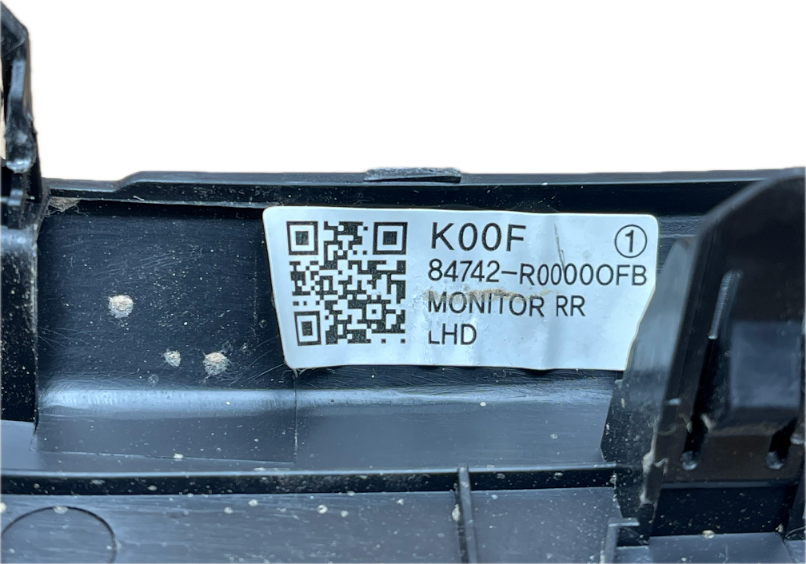 K00F ①
84742-R0000OFB
MONITOR RR
LHD